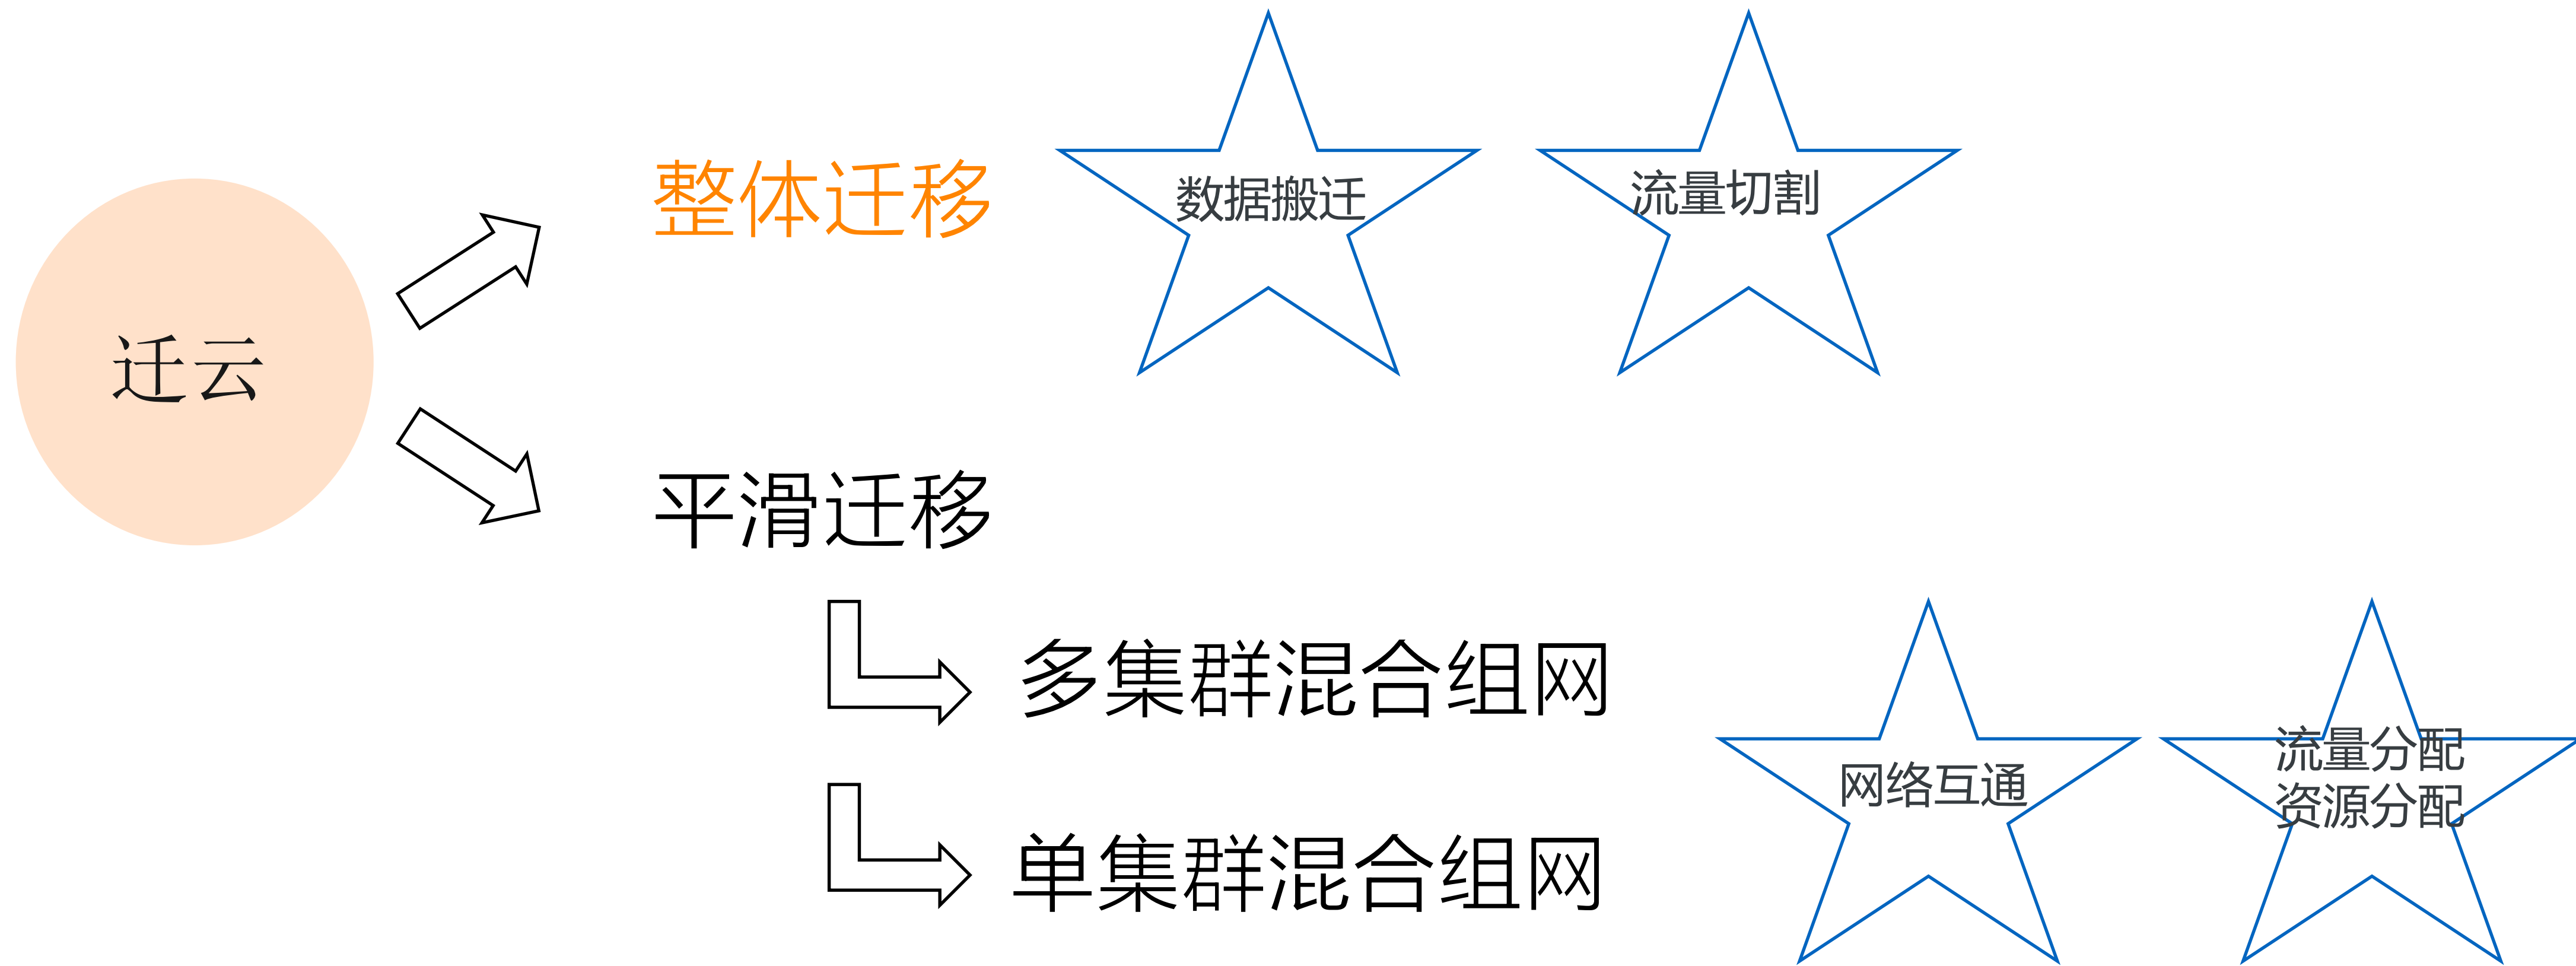 迁云
整体迁移
数据搬迁
流量切割
平滑迁移
多集群混合组网
单集群混合组网
网络互通
流量分配
资源分配